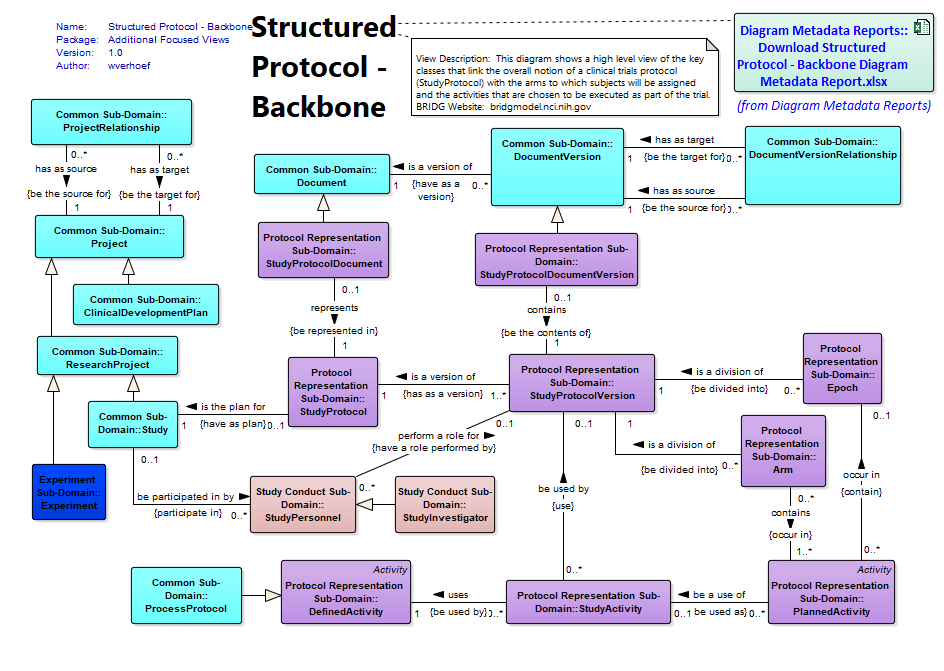 Name: Structured Protocol - Backbone
Package: Additional Focused Views
Version: 1.0
Author: wverhoef
Structured
Protocol -
Backbone
View Description: This diagram shows a high level view of the key
classes that link the overall notion of a clinical trials protocol
(StudyProtocol) with the arms to which subjects will be assigned
and the activities that are chosen to be executed as part of the trial.
BRIDG Website: bridgmodel.nci.nih.gov
Diagram Metadata Reports::
Download Structured
Protocol - Backbone Diagram
Metadata Report.xlsx
(from Diagram Metadata Reports)
Common Sub-Domain::
ProjectRelationship
0..*
0..*
has as source
has as target
{be the source for}
{be the target for}
1
1
Common Sub-Domain::
Project
Common Sub-Domain::
ClinicalDevelopmentPlan
Common Sub-Domain::
ResearchProject
Common Sub-
Domain::Study
Experiment
Sub-Domain::
Experiment
Common Sub-Domain::
Document
is a version of
1
{have as a
version}
0..*
Common Sub-Domain::
DocumentVersion
has as target
1
{be the target for}
0..*
has as source
1
{be the source for}
0..*
Common Sub-Domain::
DocumentVersionRelationship
Protocol Representation
Sub-Domain::
StudyProtocolDocument
0..1
represents
{be represented in}
1
Protocol Representation Sub-
Domain::
StudyProtocolDocumentVersion
0..1
contains
{be the contents of}
1
Protocol
Representation
Sub-Domain::
StudyProtocol
is the plan for
1
{have as plan}
0..1
is a version of
1
{has as a version}
1..*
Protocol Representation
Sub-Domain::
StudyProtocolVersion
is a division of
1
{be divided into}
0..*
Protocol
Representation
Sub-Domain::
Epoch
0..1
0..1
0..1
1
is a division of
{be divided into}
0..*
Protocol
Representation
Sub-Domain::
Arm
perform a role for
{have a role performed by}
0..*
0..1
be participated in by
{participate in}
0..*
Study Conduct Sub-
Domain::
StudyPersonnel
Study Conduct Sub-
Domain::
StudyInvestigator
be used by
{use}
0..*
0..*
contains
{occur in}
1..*
occur in
{contain}
0..*
Common Sub-
Domain::
ProcessProtocol
Activity
Protocol Representation
Sub-Domain::
DefinedActivity
uses
1
{be used by}
0..*
Protocol Representation Sub-
Domain::StudyActivity
be a use of
0..1
be used as}
0..*
Activity
Protocol Representation
Sub-Domain::
PlannedActivity